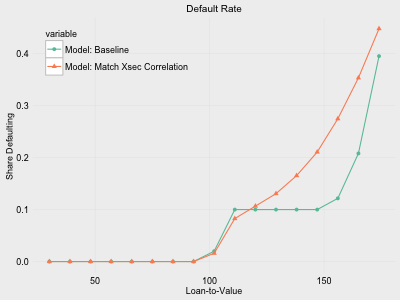 Default Rate
variable
Model: Baseline
Model: Match Xsec Correlation
Share Defaulting
0.4
0.3
0.2
0.1
0.0
50
100
150
Loan-to-Value